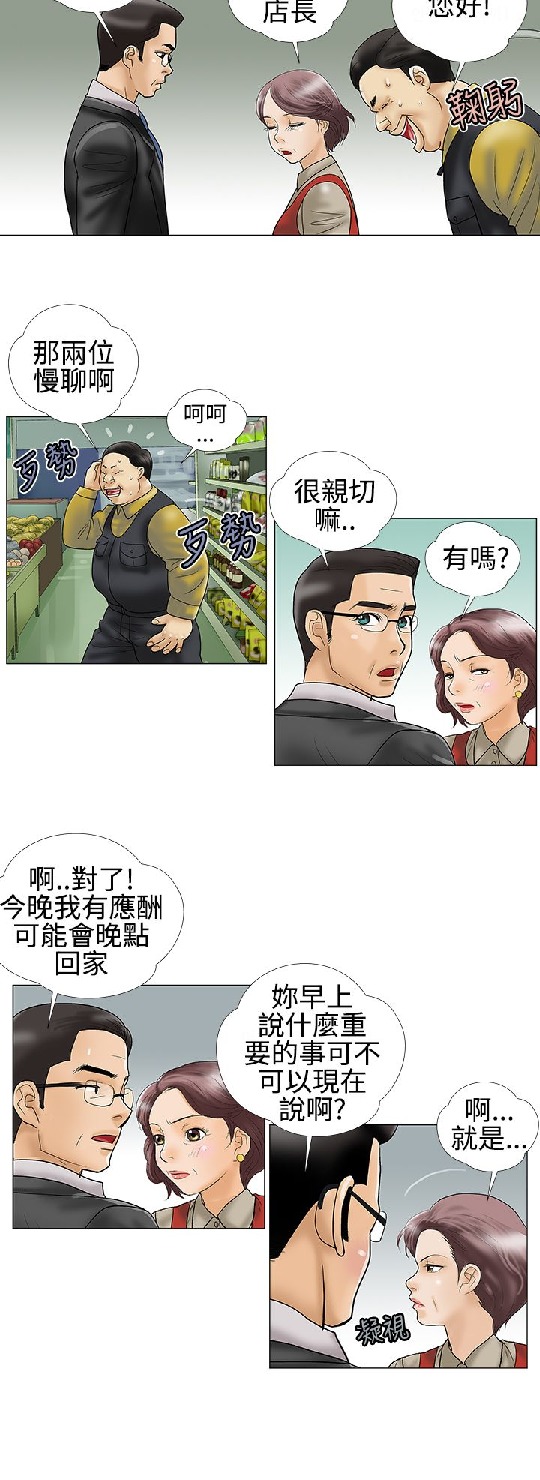 店長
您好!
鞠躬
那兩位
慢聊啊
呵呵
...
歹勢
歹勢
很親切
嘛..
有嗎?
啊..對了!
今晚我有應酬
可能會晚點
回家
妳早上
說什麼重
要的事可不
可以現在
說啊?
啊...
就是...
凝視